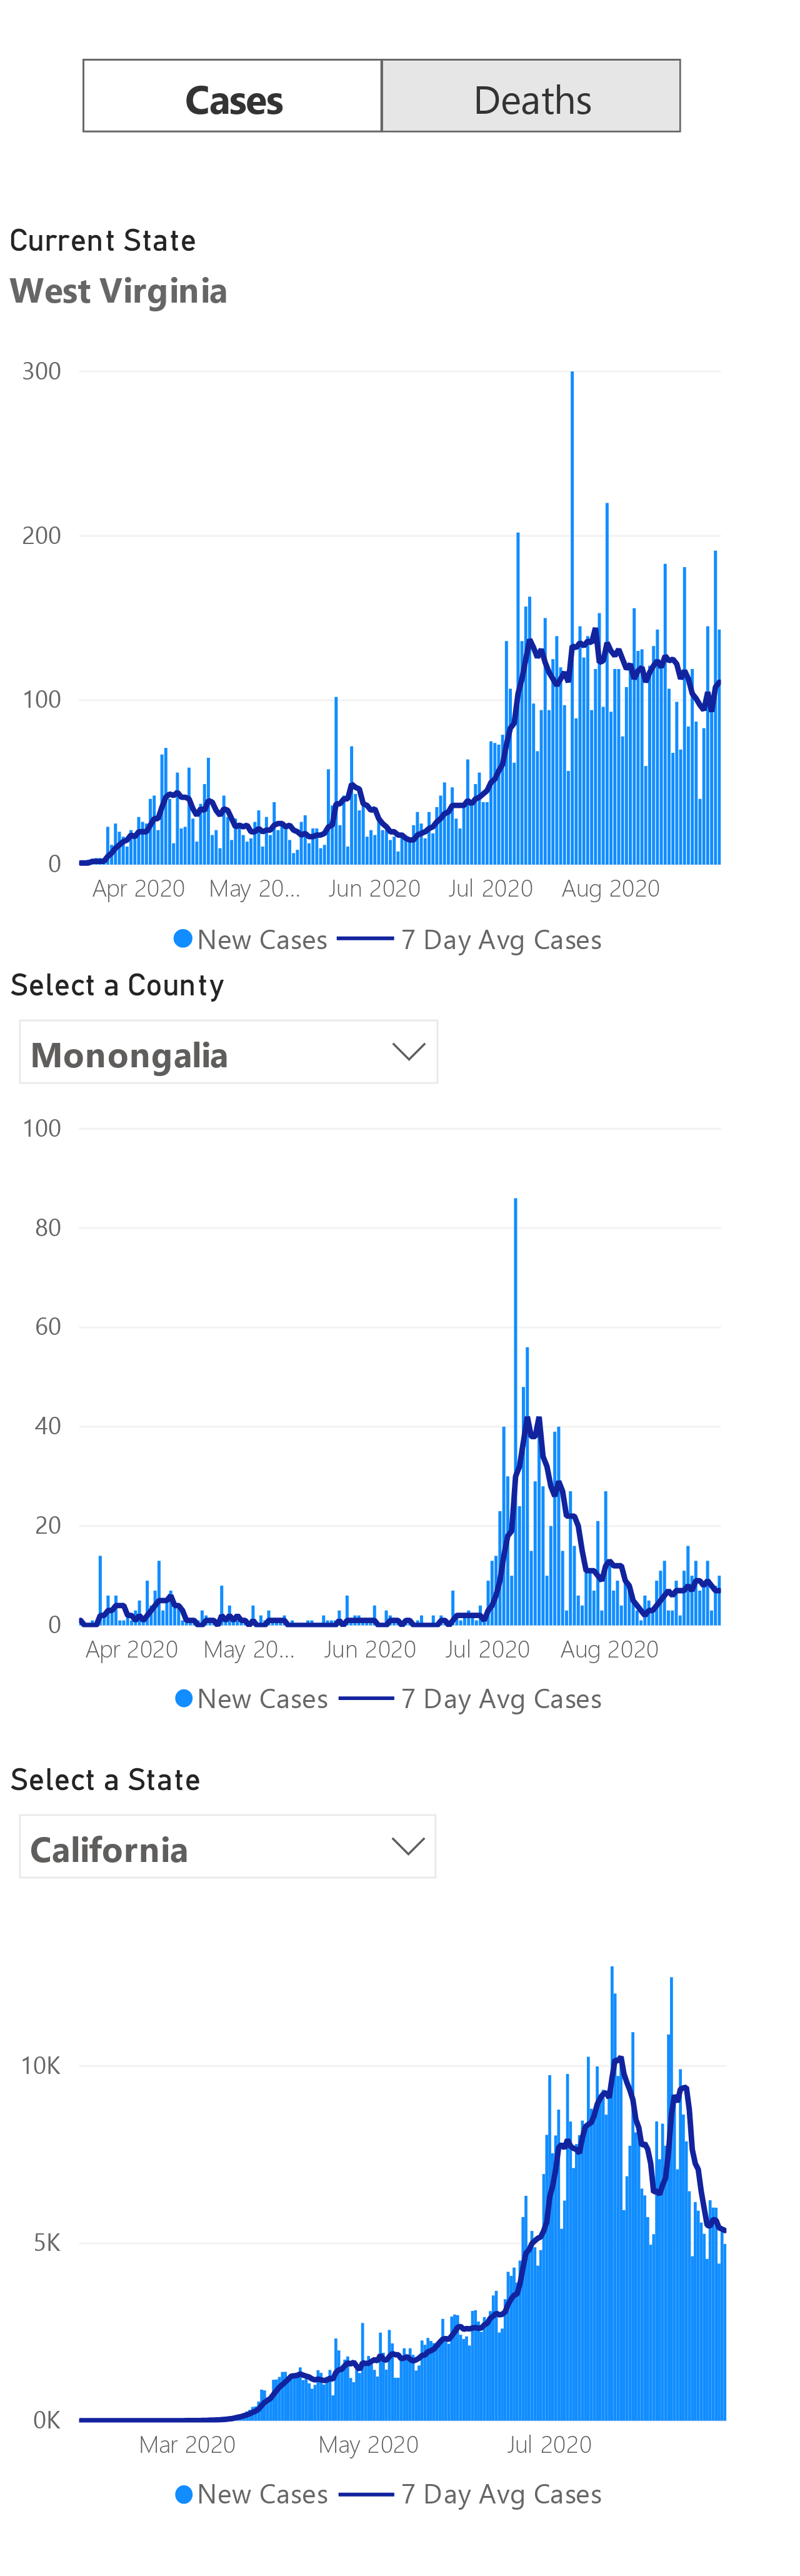 Cases Deaths
Current State
West Virginia
300
200
100
0
Apr 2020 May 20... Jun 2020 Jul 2020 Aug 2020
New Cases 7 Day Avg Cases
Select a County
Monongalia
100
80
60
40
20
0
Apr 2020 May 20... Jun 2020 Jul 2020 Aug 2020
New Cases 7 Day Avg Cases
Select a State
California
10K
5K
0K
Mar 2020 May 2020 Jul 2020
New Cases 7 Day Avg Cases